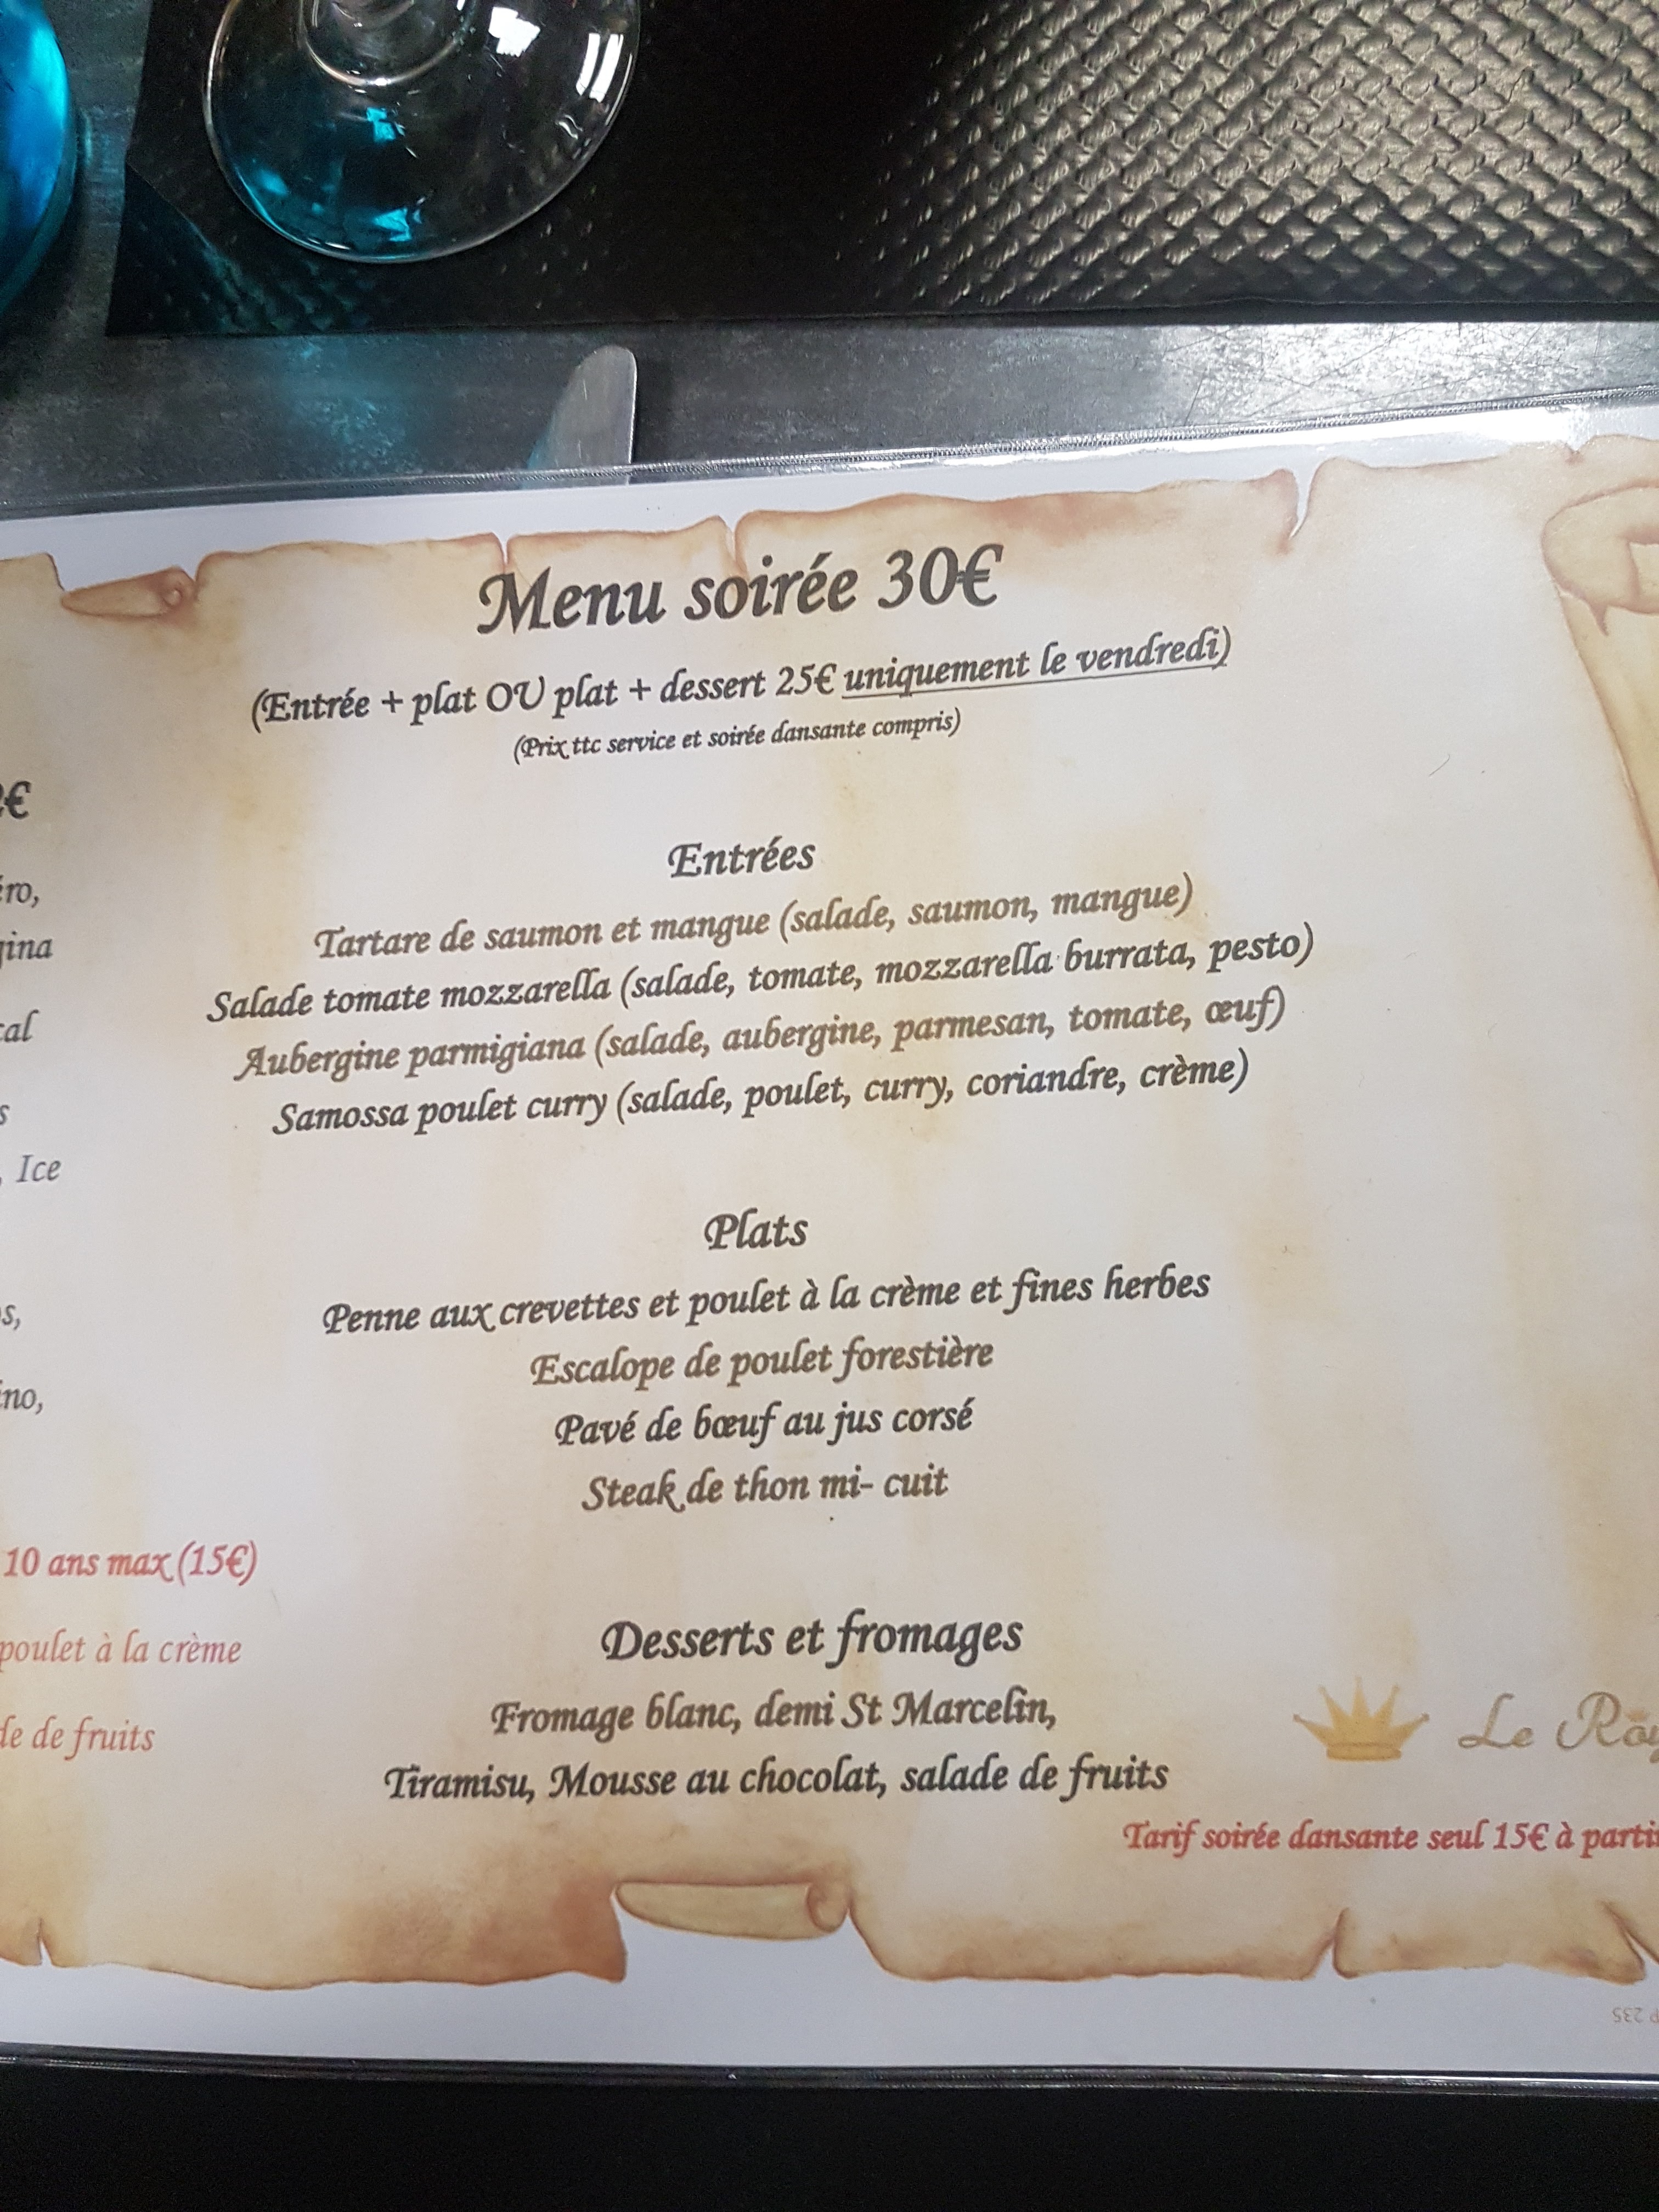 Menu soirée 30€
(Entrée + plat OU plat + dessert 25€ uniquement le vendredi)
(Prix ttc service et soirée dansante compris)
Entrées
Tartare de saumon et mangue (salade, saumon, mangue)
Salade tomate mozzarella (salade, tomate, mozzarella burrata, pesto)
Aubergine parmigiana (salade, aubergine, parmesan, tomate, œuf)
Samossa poulet curry (salade, poulet, curry, coriandre, crème)
Plats
Penne aux crevettes et poulet à la crème et fines herbes
Escalope de poulet forestière
Pavé de bœuf au jus corsé
Steak de thon mi- cuit
Desserts et fromages
Fromage blanc, demi St Marcelin,
Tiramisu, Mousse au chocolat, salade de fruits
Le
Tarif soirée dansante seul 15€ à
€
Ice
10 ans max (15€)
poulet à la crème
de fruits
235